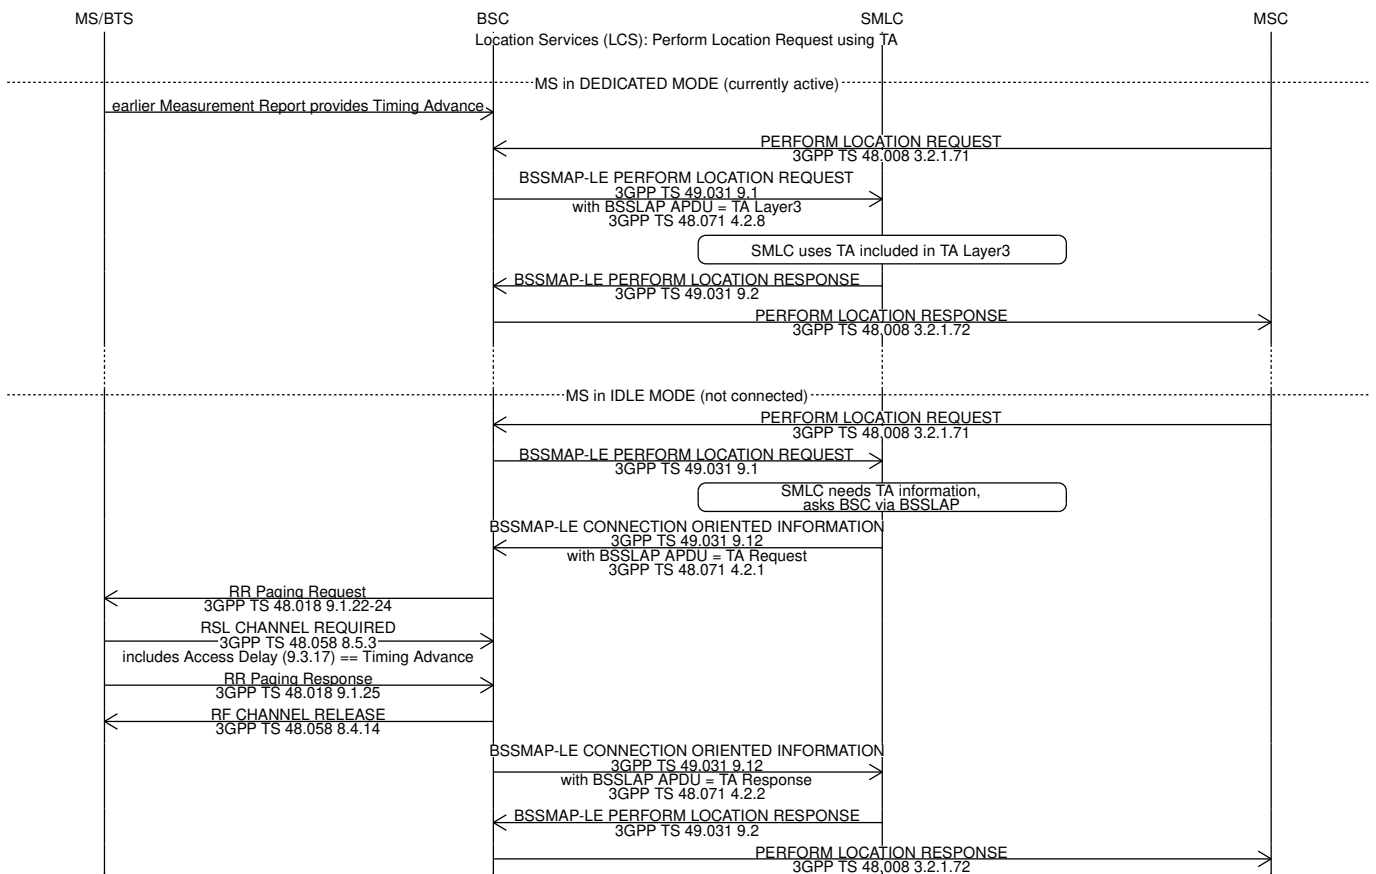 MS/BTS BSC SMLC MSC
Location Services (LCS): Perform Location Request using TA
MS in DEDICATED MODE (currently active)
earlier Measurement Report provides Timing Advance
PERFORM LOCATION REQUEST
3GPP TS 48.008 3.2.1.71
BSSMAP-LE PERFORM LOCATION REQUEST
3GPP TS 49.031 9.1
with BSSLAP APDU = TA Layer3
3GPP TS 48.071 4.2.8
SMLC uses TA included in TA Layer3
BSSMAP-LE PERFORM LOCATION RESPONSE
3GPP TS 49.031 9.2
PERFORM LOCATION RESPONSE
3GPP TS 48.008 3.2.1.72
MS in IDLE MODE (not connected)
PERFORM LOCATION REQUEST
3GPP TS 48.008 3.2.1.71
BSSMAP-LE PERFORM LOCATION REQUEST
3GPP TS 49.031 9.1
SMLC needs TA information,
asks BSC via BSSLAP
BSSMAP-LE CONNECTION ORIENTED INFORMATION
3GPP TS 49.031 9.12
with BSSLAP APDU = TA Request
3GPP TS 48.071 4.2.1
RR Paging Request
3GPP TS 48.018 9.1.22-24
RSL CHANNEL REQUIRED
3GPP TS 48.058 8.5.3
includes Access Delay (9.3.17) == Timing Advance
RR Paging Response
3GPP TS 48.018 9.1.25
RF CHANNEL RELEASE
3GPP TS 48.058 8.4.14
BSSMAP-LE CONNECTION ORIENTED INFORMATION
3GPP TS 49.031 9.12
with BSSLAP APDU = TA Response
3GPP TS 48.071 4.2.2
BSSMAP-LE PERFORM LOCATION RESPONSE
3GPP TS 49.031 9.2
PERFORM LOCATION RESPONSE
3GPP TS 48.008 3.2.1.72